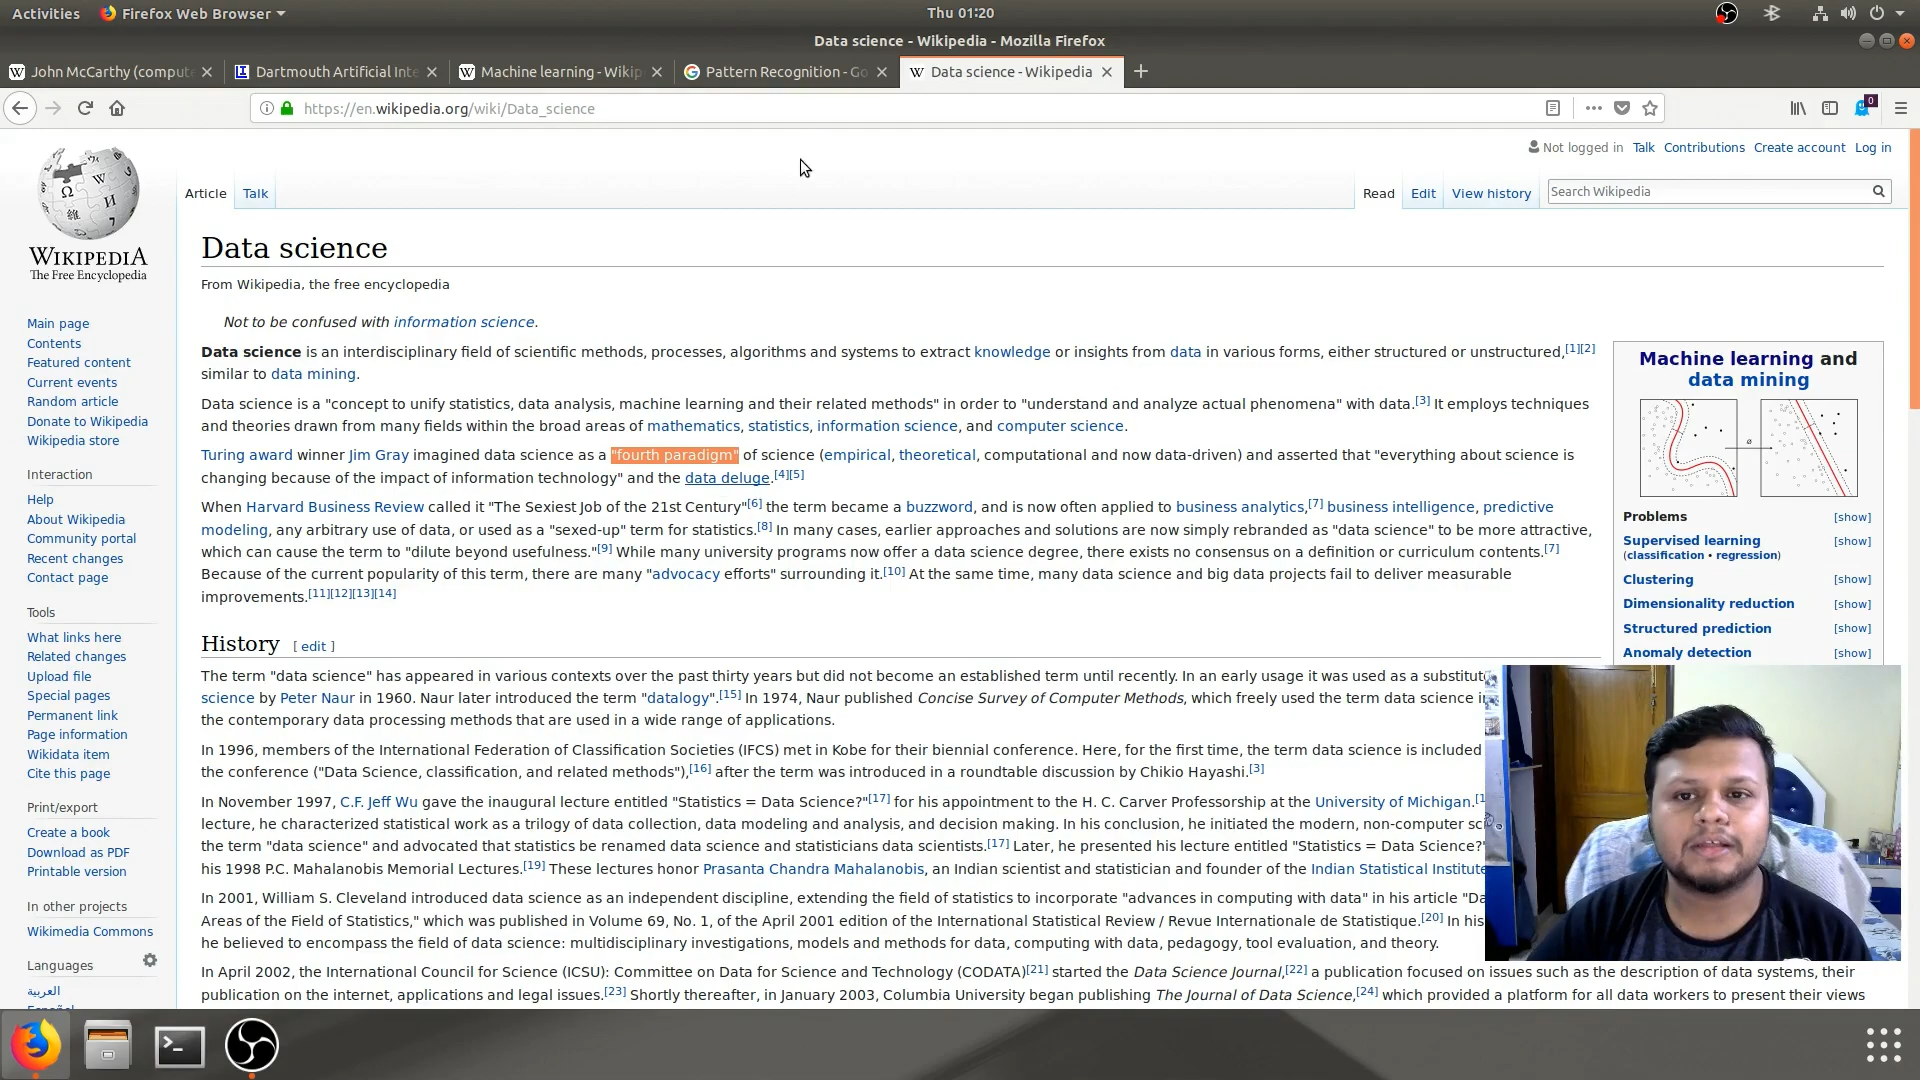 Activities Firefox Web Browser Thu 01:20
Data science - Wikipedia - Mozilla Firefox
John McCarthy (compute Dartmouth Artificial Inte Machine learning - Wikip Pattern Recognition - Go Data science - Wikipedia
https://en.wikipedia.org/wiki/Data_science 0
Not logged in Talk Contributions Create account Log in
Article Talk Read Edit View history Search Wikipedia
WIKIPEDIA
The Free Encyclopedia
Main page
Contents
Featured content
Current events
Random article
Donate to Wikipedia
Wikipedia store
Interaction
Help
About Wikipedia
Community portal
Recent changes
Contact page
Tools
What links here
Related changes
Upload file
Special pages
Permanent link
Page information
Wikidata item
Cite this page
Print/export
Create a book
Download as PDF
Printable version
In other projects
Wikimedia Commons
Languages
العربية
Data science
From Wikipedia, the free encyclopedia
Not to be confused with information science.
Data science is an interdisciplinary field of scientific methods, processes, algorithms and systems to extract knowledge or insights from data in various forms, either structured or unstructured,[1][2]
similar to data mining.
Data science is a "concept to unify statistics, data analysis, machine learning and their related methods" in order to "understand and analyze actual phenomena" with data.[3] It employs techniques
and theories drawn from many fields within the broad areas of mathematics, statistics, information science, and computer science.
Turing award winner Jim Gray imagined data science as a "fourth paradigm" of science (empirical, theoretical, computational and now data-driven) and asserted that "everything about science is
changing because of the impact of information technology" and the data deluge.[4][5]
When Harvard Business Review called it "The Sexiest Job of the 21st Century"[6] the term became a buzzword, and is now often applied to business analytics,[7] business intelligence, predictive
modeling, any arbitrary use of data, or used as a "sexed-up" term for statistics.[8] In many cases, earlier approaches and solutions are now simply rebranded as "data science" to be more attractive,
which can cause the term to "dilute beyond usefulness."[9] While many university programs now offer a data science degree, there exists no consensus on a definition or curriculum contents.[7]
Because of the current popularity of this term, there are many "advocacy efforts" surrounding it.[10] At the same time, many data science and big data projects fail to deliver measurable
improvements.[11][12][13][14]
History [ edit ]
The term "data science" has appeared in various contexts over the past thirty years but did not become an established term until recently. In an early usage it was used as a substitut
science by Peter Naur in 1960. Naur later introduced the term "datalogy".[15] In 1974, Naur published Concise Survey of Computer Methods, which freely used the term data science i
the contemporary data processing methods that are used in a wide range of applications.
In 1996, members of the International Federation of Classification Societies (IFCS) met in Kobe for their biennial conference. Here, for the first time, the term data science is included
the conference ("Data Science, classification, and related methods"),[16] after the term was introduced in a roundtable discussion by Chikio Hayashi.[3]
In November 1997, C.F. Jeff Wu gave the inaugural lecture entitled "Statistics = Data Science?"[17] for his appointment to the H. C. Carver Professorship at the University of Michigan.[1
lecture, he characterized statistical work as a trilogy of data collection, data modeling and analysis, and decision making. In his conclusion, he initiated the modern, non-computer sc
the term "data science" and advocated that statistics be renamed data science and statisticians data scientists.[17] Later, he presented his lecture entitled "Statistics = Data Science?"
his 1998 P.C. Mahalanobis Memorial Lectures.[19] These lectures honor Prasanta Chandra Mahalanobis, an Indian scientist and statistician and founder of the Indian Statistical Institute
In 2001, William S. Cleveland introduced data science as an independent discipline, extending the field of statistics to incorporate "advances in computing with data" in his article "Da
Areas of the Field of Statistics," which was published in Volume 69, No. 1, of the April 2001 edition of the International Statistical Review / Revue Internationale de Statistique.[20] In his
he believed to encompass the field of data science: multidisciplinary investigations, models and methods for data, computing with data, pedagogy, tool evaluation, and theory.
In April 2002, the International Council for Science (ICSU): Committee on Data for Science and Technology (CODATA)[21] started the Data Science Journal,[22] a publication focused on issues such as the description of data systems, their
publication on the internet, applications and legal issues.[23] Shortly thereafter, in January 2003, Columbia University began publishing The Journal of Data Science,[24] which provided a platform for all data workers to present their views
Machine learning and
data mining
Problems [show]
Supervised learning [show]
(classification • regression)
Clustering [show]
Dimensionality reduction [show]
Structured prediction [show]
Anomaly detection [show]